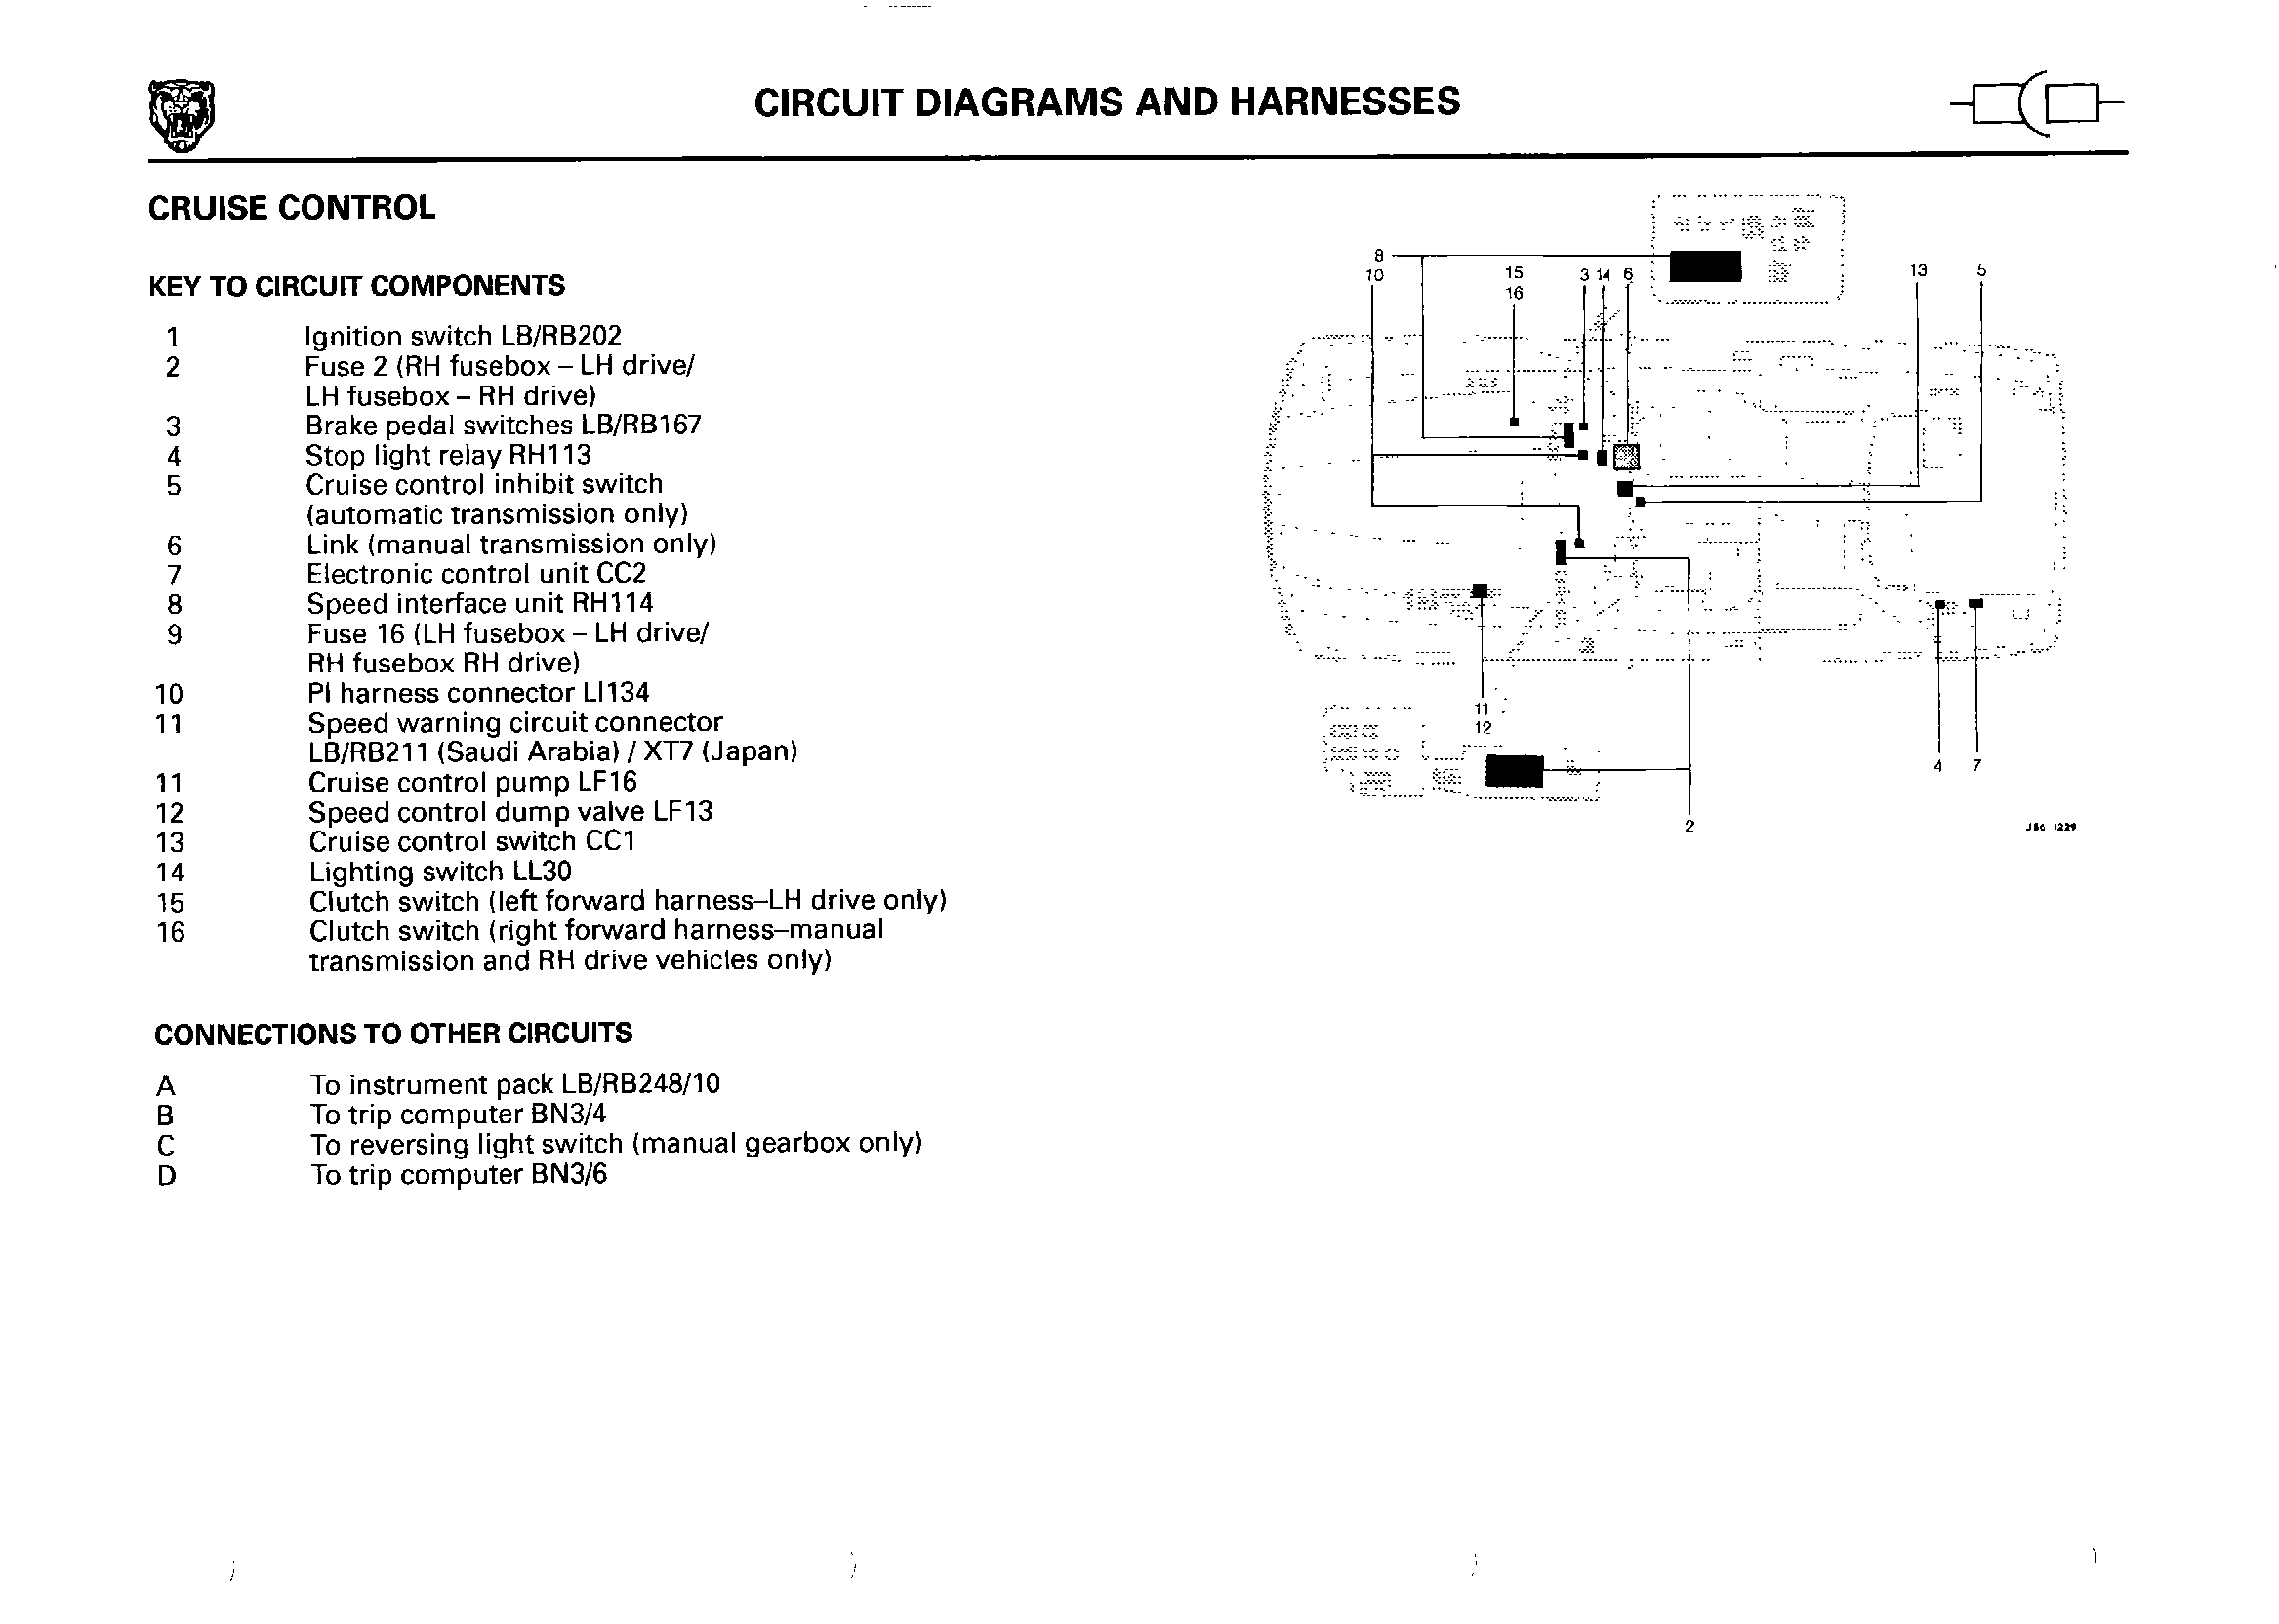 CIRCUIT DIAGRAMS AND HARNESSES
CRUISE CONTROL
KEY TO CIRCUIT COMPONENTS
1 Ignition switch LB/RB202
2 Fuse 2 (RH fusebox – LH drive/
LH fusebox – RH drive)
3 Brake pedal switches LB/RB167
4 Stop light relay RH113
5 Cruise control inhibit switch
(automatic transmission only)
6 Link (manual transmission only)
7 Electronic control unit CC2
8 Speed interface unit RH114
9 Fuse 16 (LH fusebox – LH drive/
RH fusebox RH drive)
10 PI harness connector LI134
11 Speed warning circuit connector
LB/RB211 (Saudi Arabia) / XT7 (Japan)
11 Cruise control pump LF16
12 Speed control dump valve LF13
13 Cruise control switch CC1
14 Lighting switch LL30
15 Clutch switch (left forward harness–LH drive only)
16 Clutch switch (right forward harness–manual
transmission and RH drive vehicles only)
CONNECTIONS TO OTHER CIRCUITS
A To instrument pack LB/RB248/10
B To trip computer BN3/4
C To reversing light switch (manual gearbox only)
D To trip computer BN3/6
10 15 3 14 6 13 5
16
11
12
4 7
2